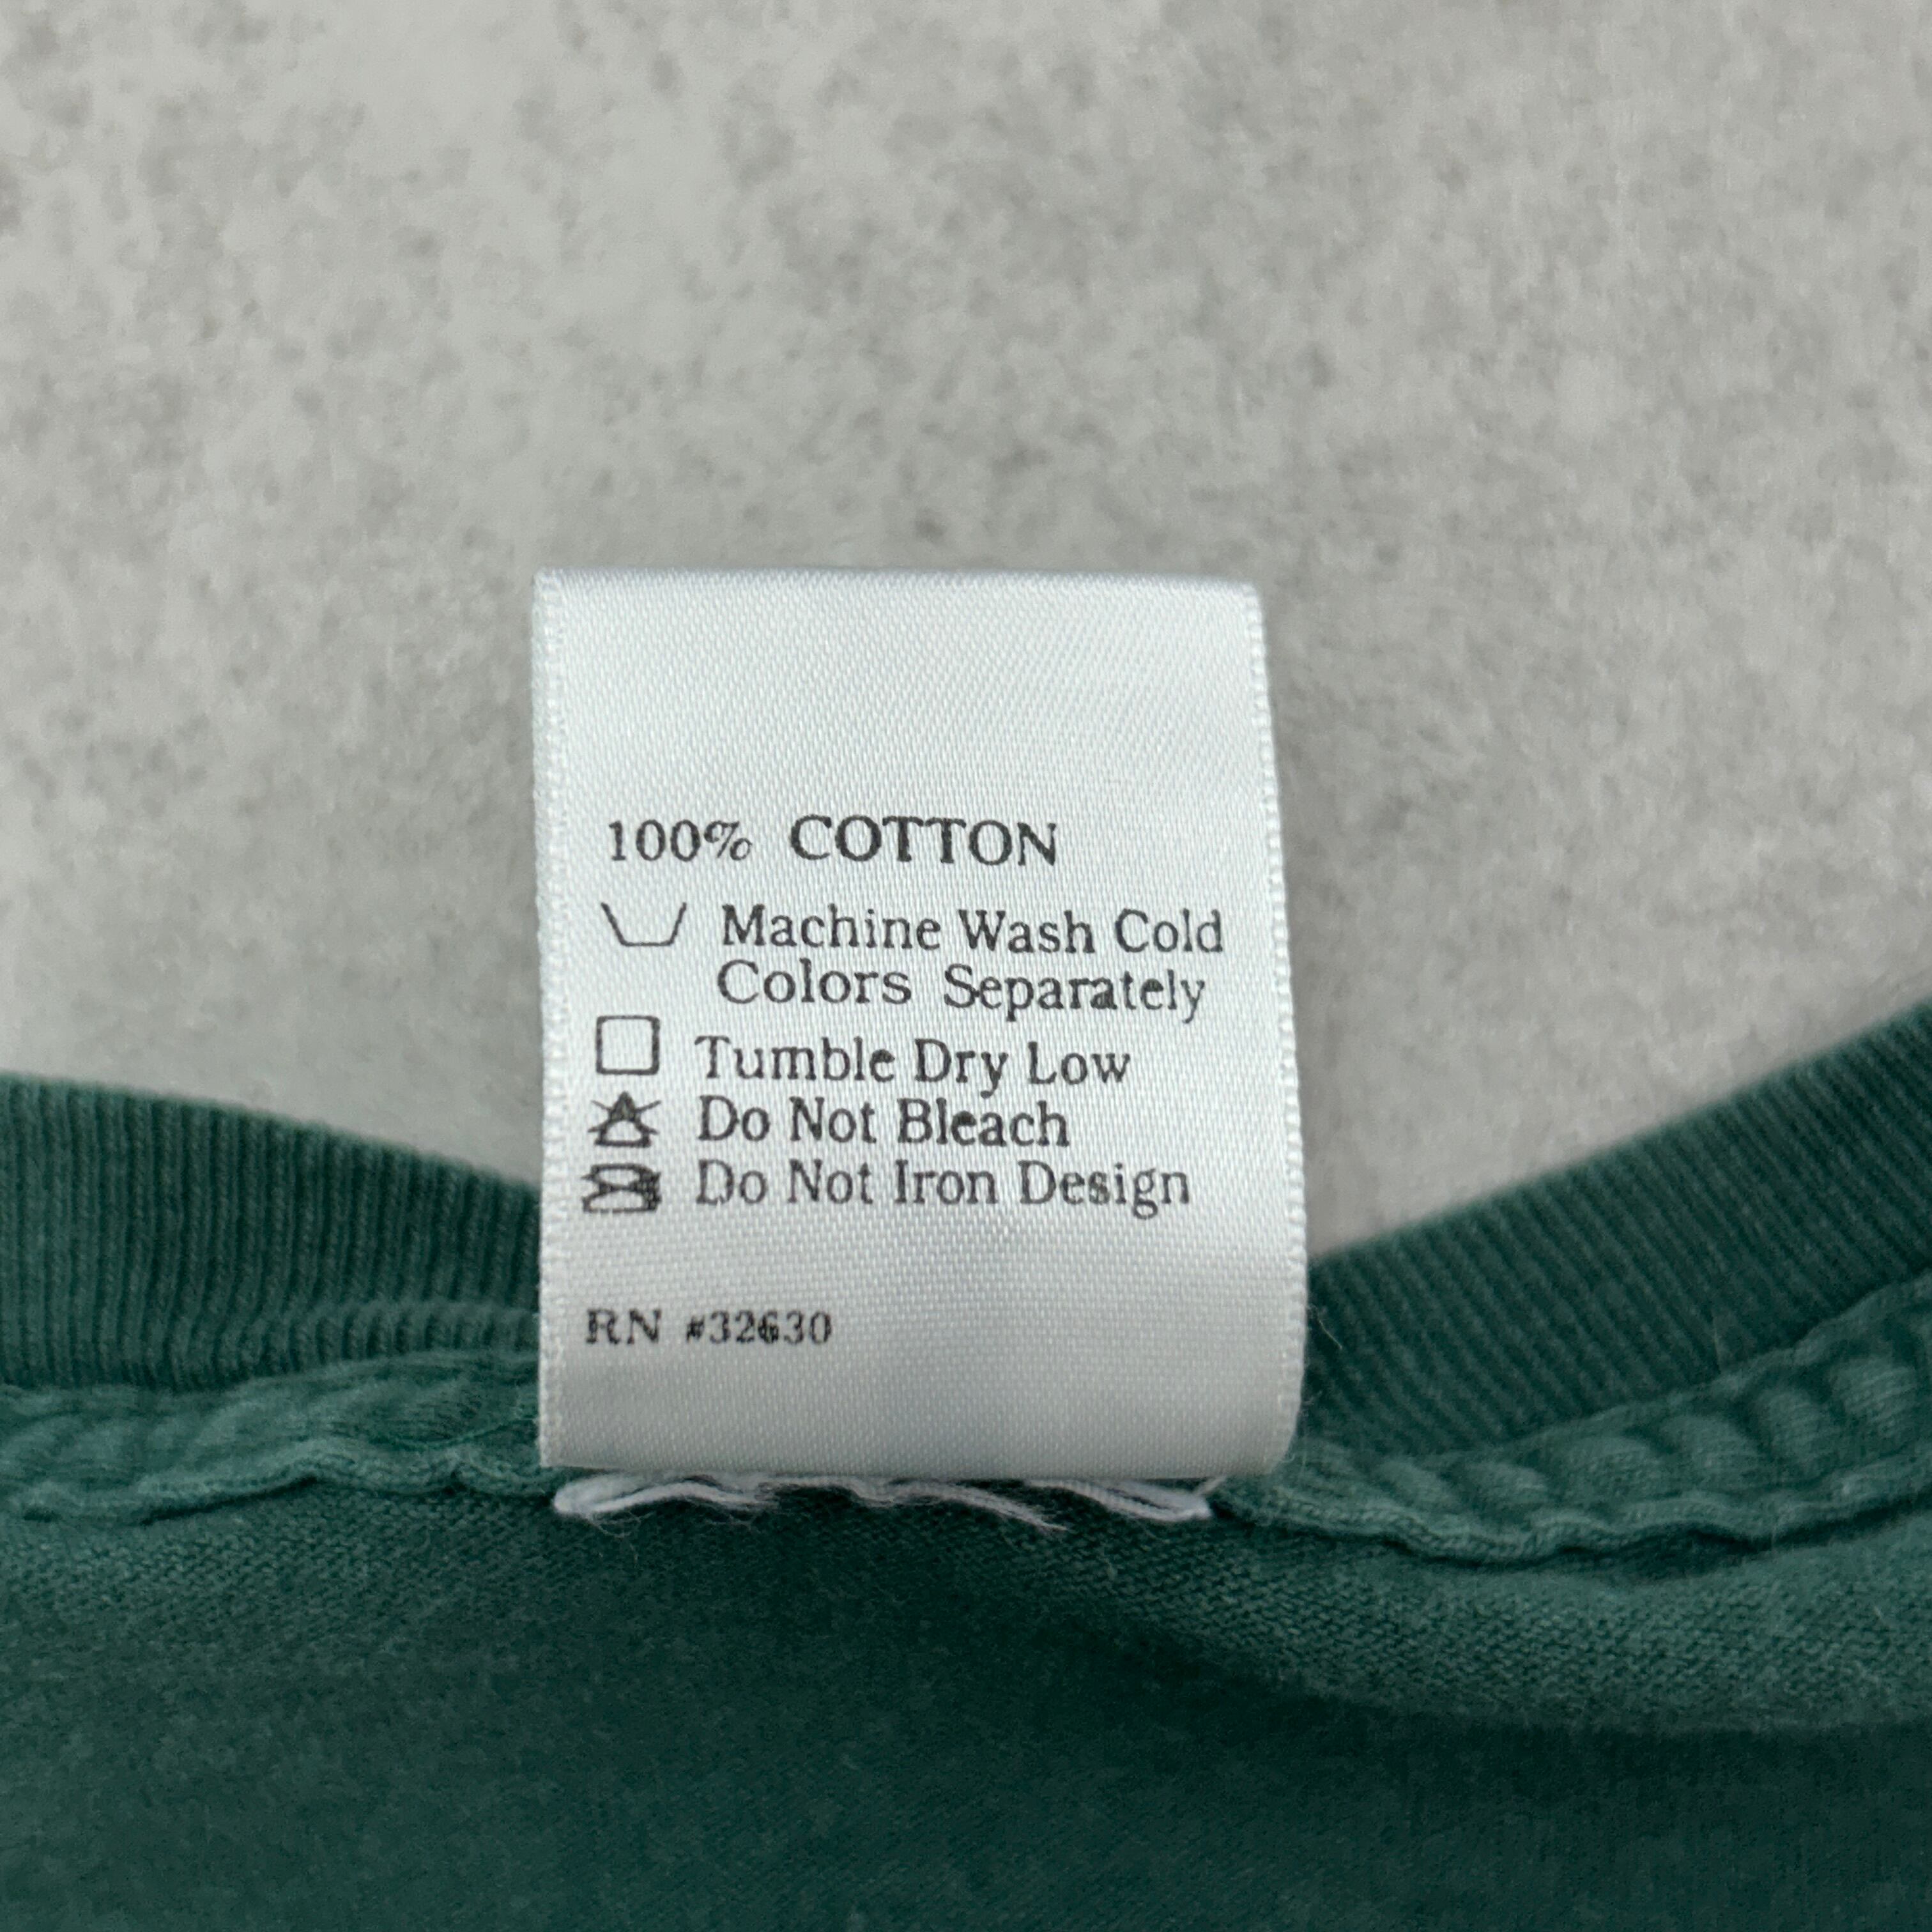 100% COTTON
Machine Wash Cold
Colors Separately
Tumble Dry Low
Do Not Bleach
Do Not Iron Design
RN #32630